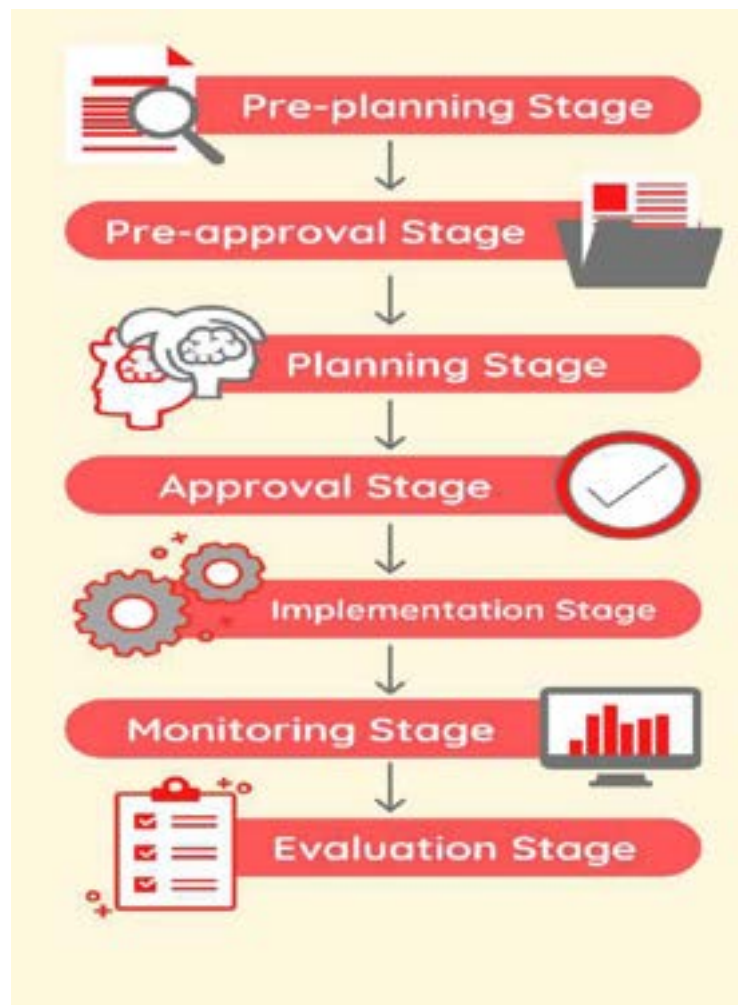 Pre-planning Stage
Pre-approval Stage
Planning Stage
Approval Stage
Implementation Stage
Monitoring Stage
Evaluation Stage